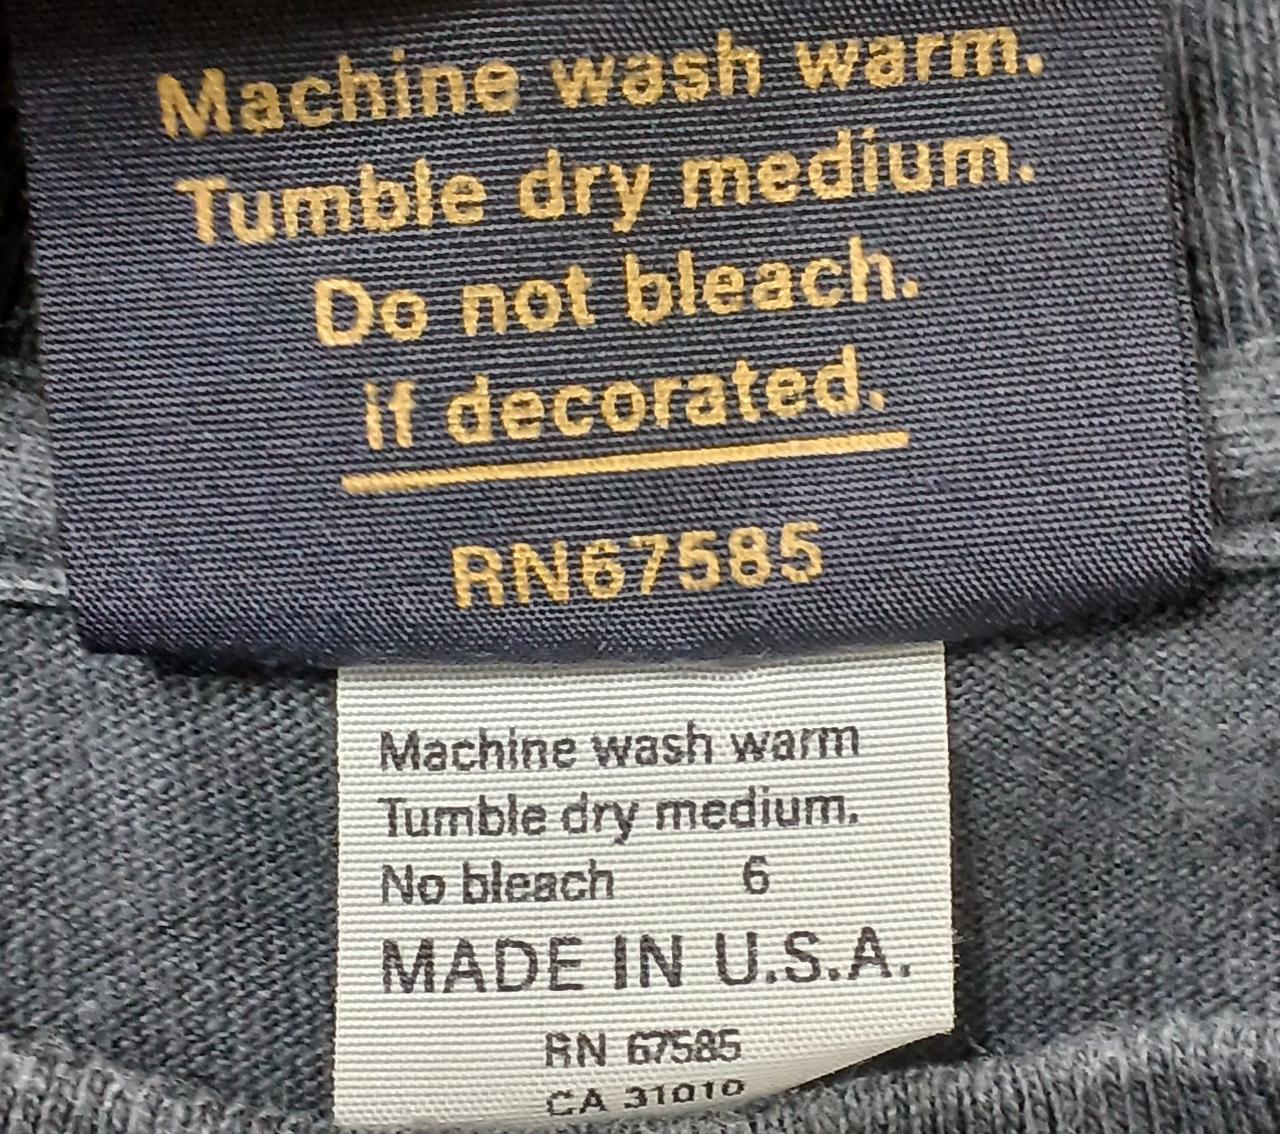 Machine wash warm.
Tumble dry medium.
Do not bleach.
if decorated.
RN67585
Machine wash warm
Tumble dry medium.
No bleach 6
MADE IN U.S.A.
RN 67585
CA 31010